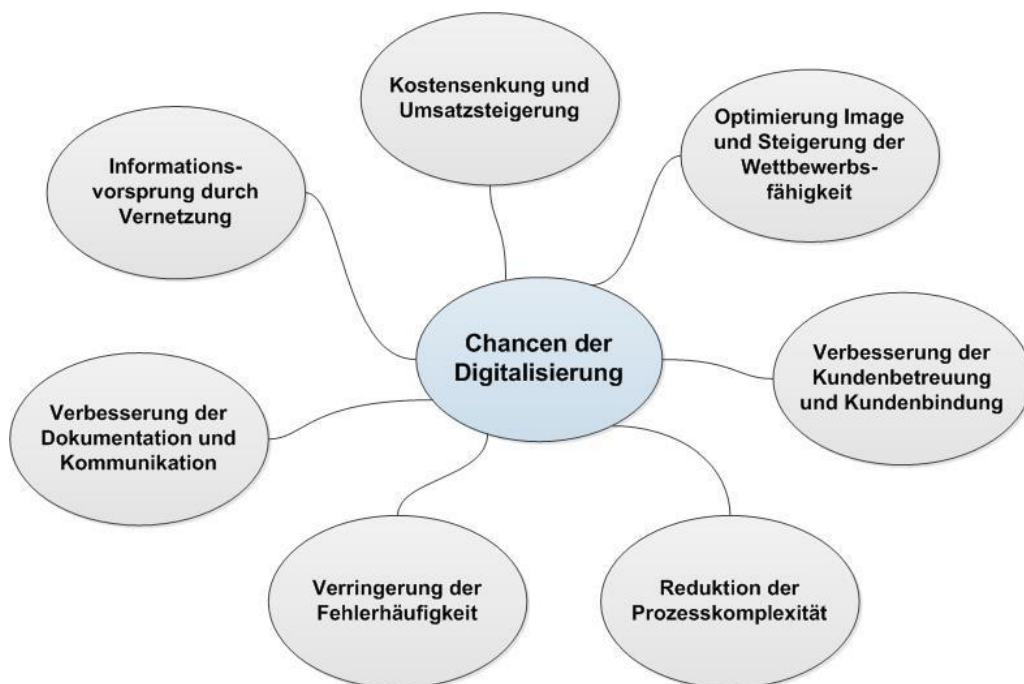 Kostensenkung und
Umsatzsteigerung
Optimierung Image
und Steigerung der
Wettbewerbs-
fähigkeit
Informations-
vorsprung durch
Vernetzung
Chancen der
Digitalisierung
Verbesserung der
Kundenbetreuung
und Kundenbindung
Verbesserung der
Dokumentation und
Kommunikation
Verringerung der
Fehlerhäufigkeit
Reduktion der
Prozesskomplexität